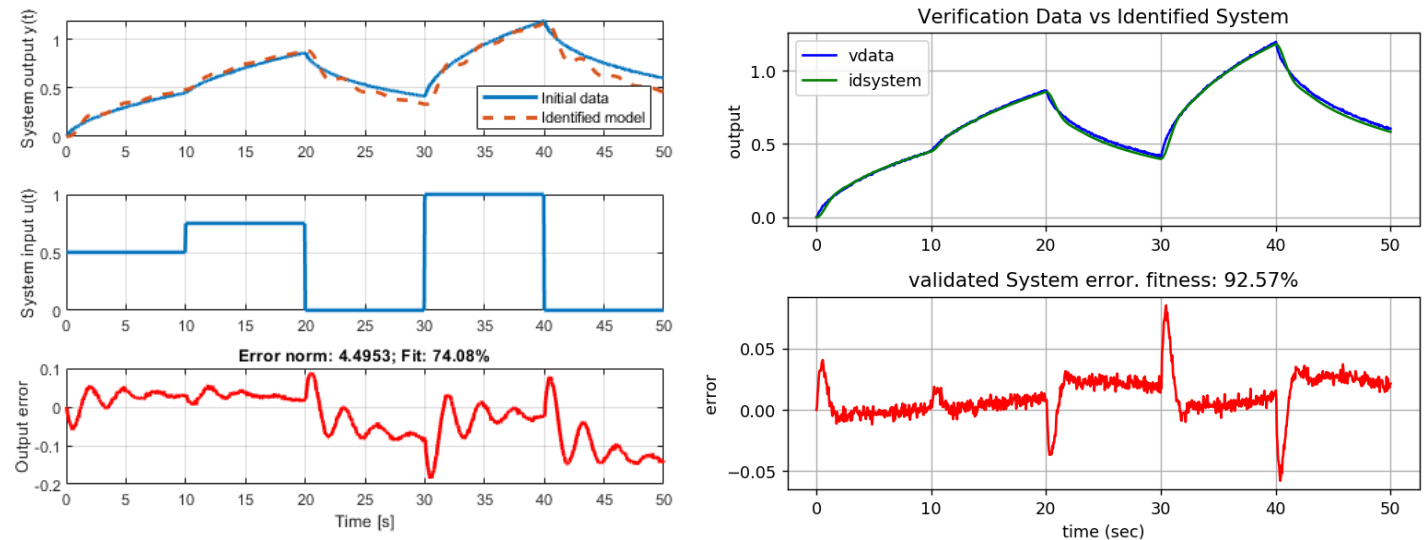 System output y(t)
1
0.5
0
Initial data
Identified model
0 5 10 15 20 25 30 35 40 45 50
System input u(t)
1
0.5
0
0 5 10 15 20 25 30 35 40 45 50
Error norm: 4.4953; Fit: 74.08%
Output error
0.1
0
-0.1
-0.2
0 5 10 15 20 25 30 35 40 45 50
Time [s]
Verification Data vs Identified System
output
1.0
0.5
0.0
vdata
idsystem
0 10 20 30 40 50
validated System error. fitness: 92.57%
error
0.05
0.00
−0.05
0 10 20 30 40 50
time (sec)